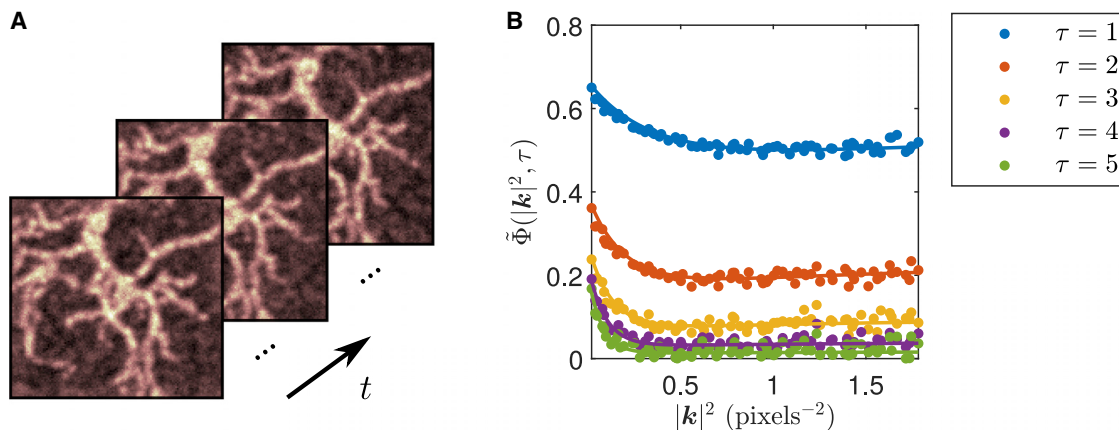 A
t
B
0.8
0.6
0.4
0.2
0
0.5
1
1.5
Φ̃(|k|², τ)
|k|² (pixels⁻²)
τ = 1
τ = 2
τ = 3
τ = 4
τ = 5